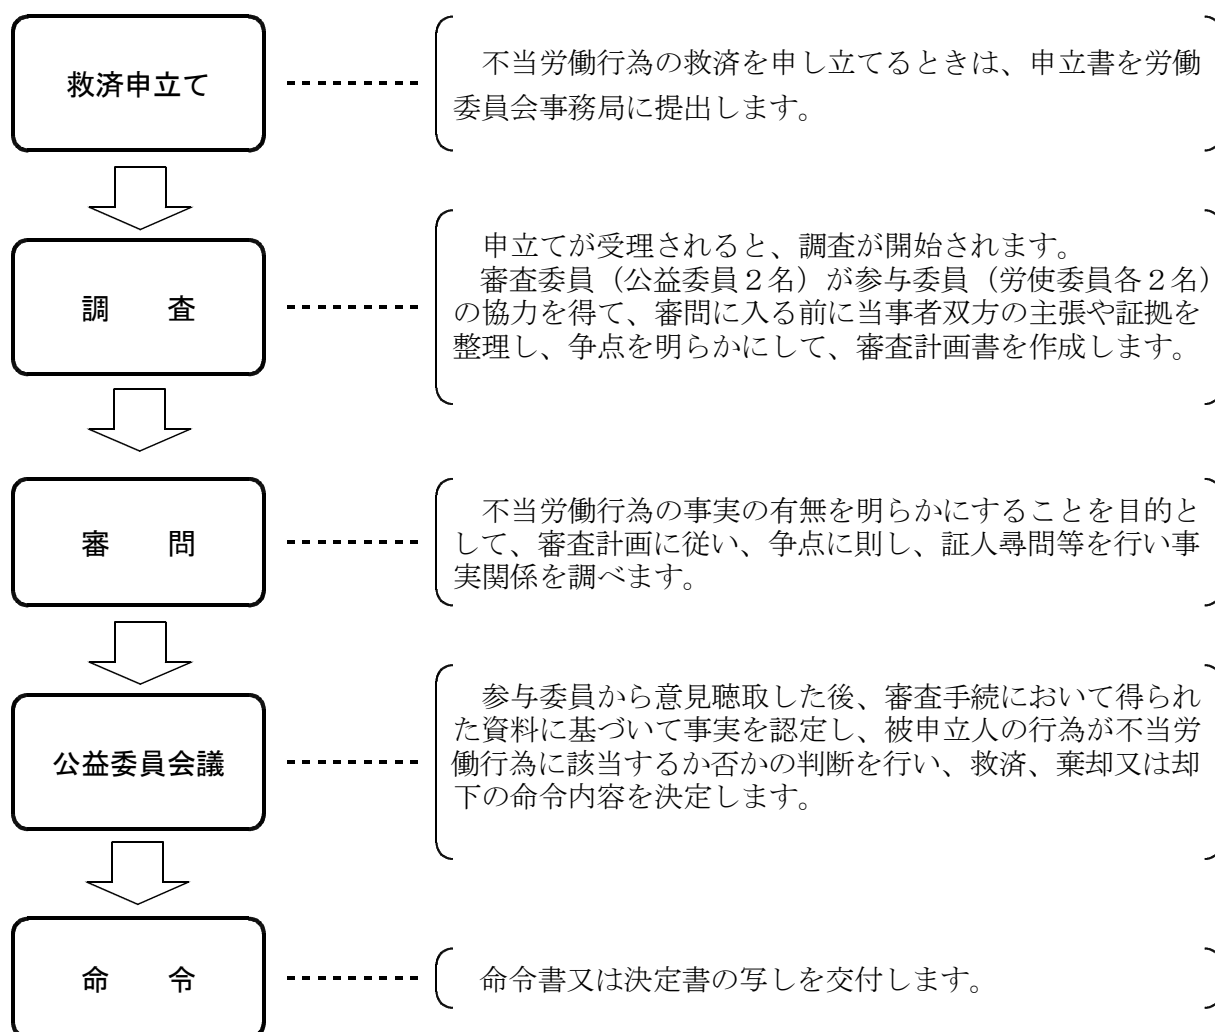 救済申立て
不当労働行為の救済を申し立てるときは、申立書を労働
委員会事務局に提出します。
調　　査
申立てが受理されると、調査が開始されます。
審査委員（公益委員２名）が参与委員（労使委員各２名）
の協力を得て、審問に入る前に当事者双方の主張や証拠を
整理し、争点を明らかにして、審査計画書を作成します。
審　　問
不当労働行為の事実の有無を明らかにすることを目的と
して、審査計画に従い、争点に則し、証人尋問等を行い事
実関係を調べます。
公益委員会議
参与委員から意見聴取した後、審査手続において得られ
た資料に基づいて事実を認定し、被申立人の行為が不当労
働行為に該当するか否かの判断を行い、救済、棄却又は却
下の命令内容を決定します。
命　　令
命令書又は決定書の写しを交付します。